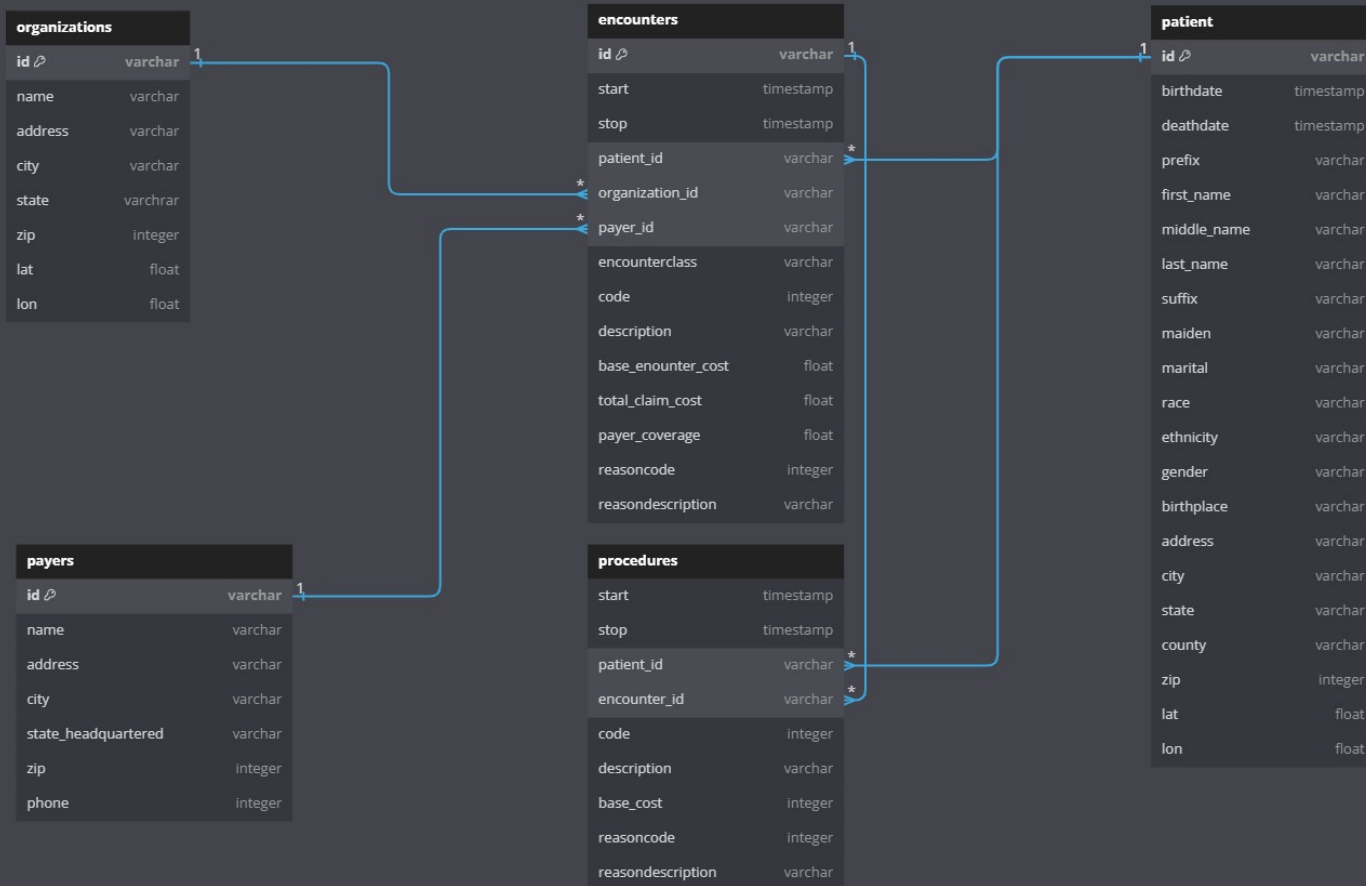 organizations
id varchar
name varchar
address varchar
city varchar
state varchrar
zip integer
lat float
lon float
1
*
encounters
id varchar
start timestamp
stop timestamp
patient_id varchar
organization_id varchar
payer_id varchar
encounterclass varchar
code integer
description varchar
base_enounter_cost float
total_claim_cost float
payer_coverage float
reasoncode integer
reasondescription varchar
1
*
*
patient
1
id varchar
birthdate timestamp
deathdate timestamp
prefix varchar
first_name varchar
middle_name varchar
last_name varchar
suffix varchar
maiden varchar
marital varchar
race varchar
ethnicity varchar
gender varchar
birthplace varchar
address varchar
city varchar
state varchar
county varchar
zip integer
lat float
lon float
payers
id varchar
name varchar
address varchar
city varchar
state_headquartered varchar
zip integer
phone integer
1
procedures
start timestamp
stop timestamp
patient_id varchar
encounter_id varchar
code integer
description varchar
base_cost integer
reasoncode integer
reasondescription varchar
*
*